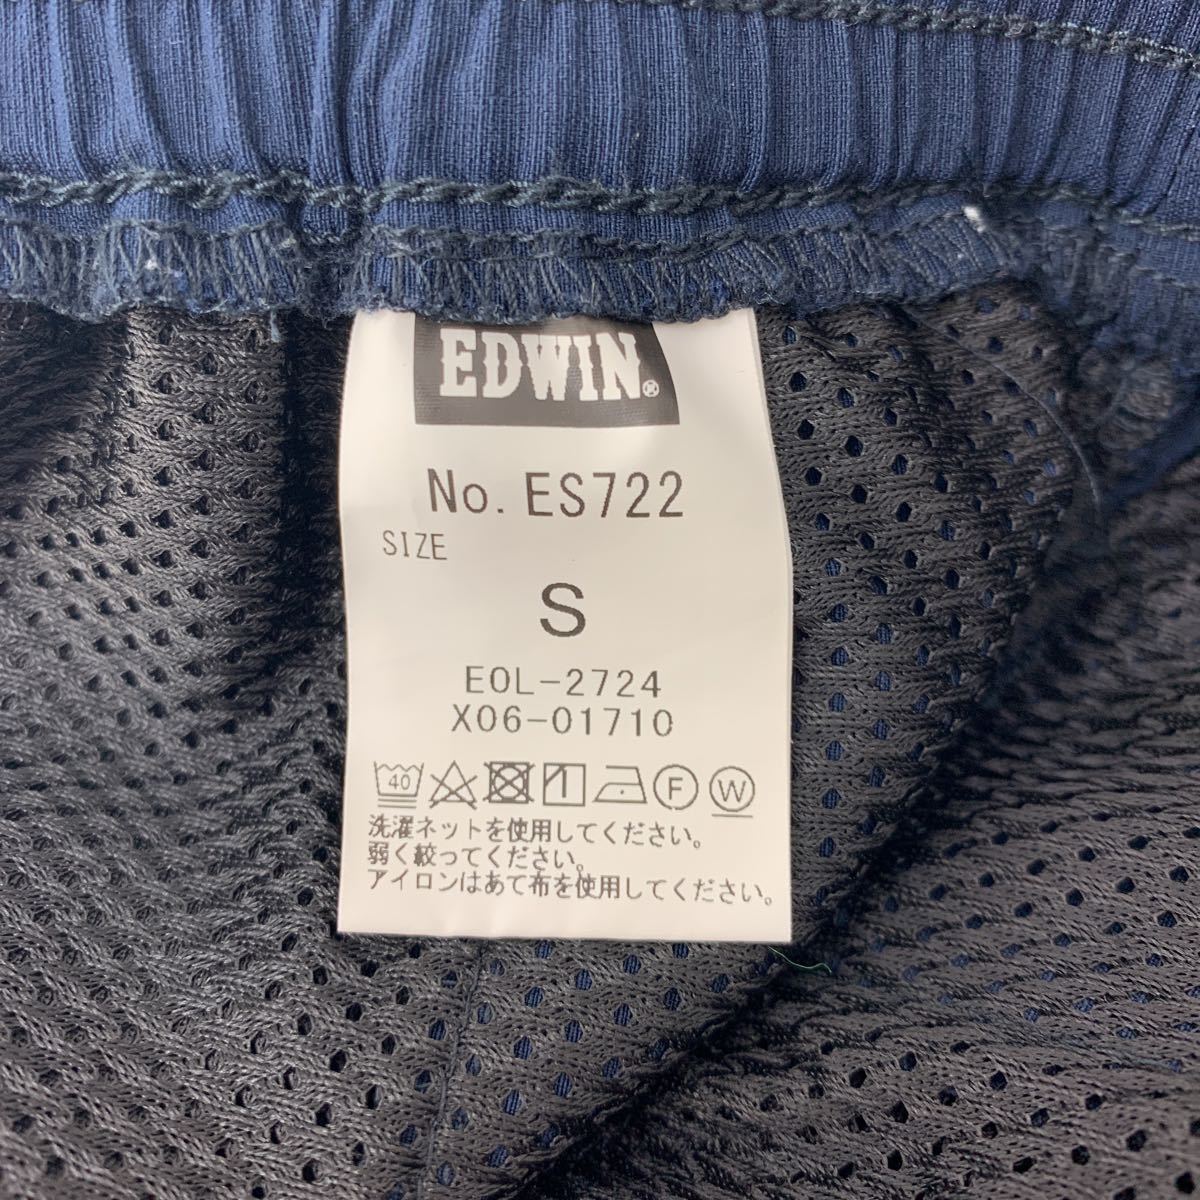 EDWIN®
No. ES722
SIZE
S
EOL-2724
X06-01710
40 F W
洗濯ネットを使用してください。
弱く絞ってください。
アイロンはあて布を使用してください。